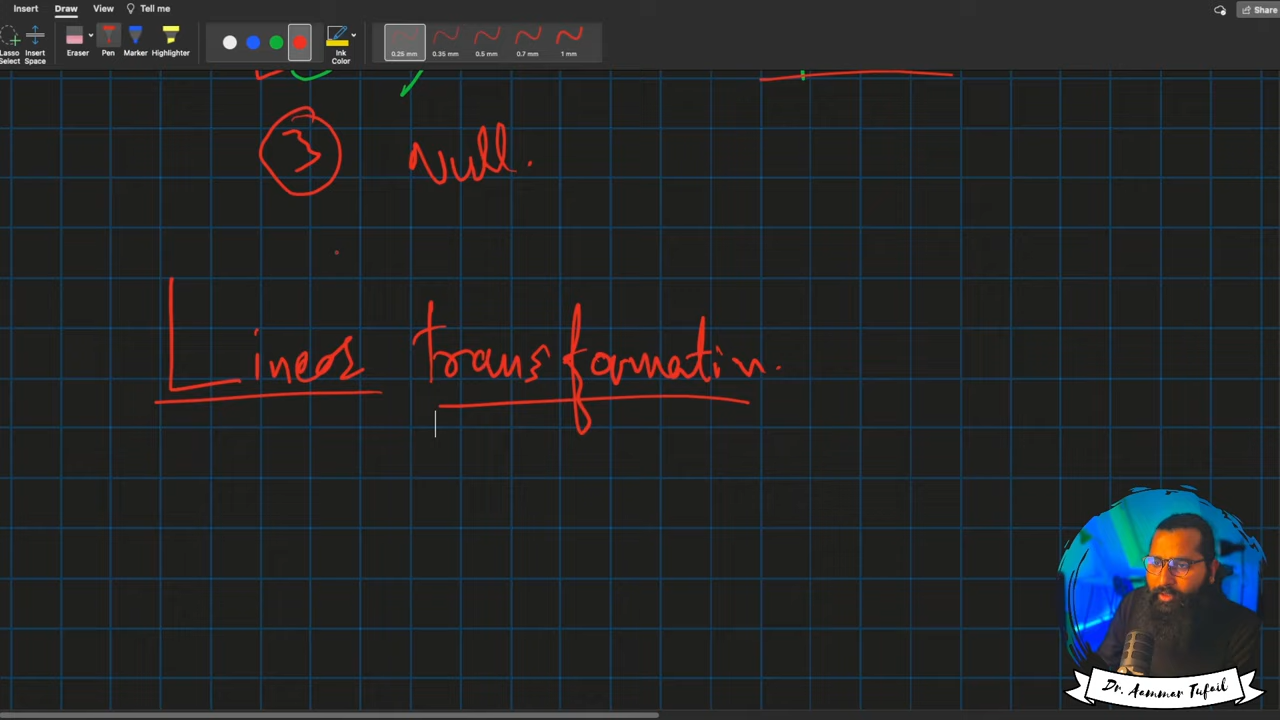 Insert Draw View Tell me
Share
Lasso Select Insert Space Eraser Pen Marker Highlighter Ink Color 0.25 mm 0.35 mm 0.5 mm 0.7 mm 1 mm
3 Null.
Linear transformatin.
Dr. Aammar Tufail